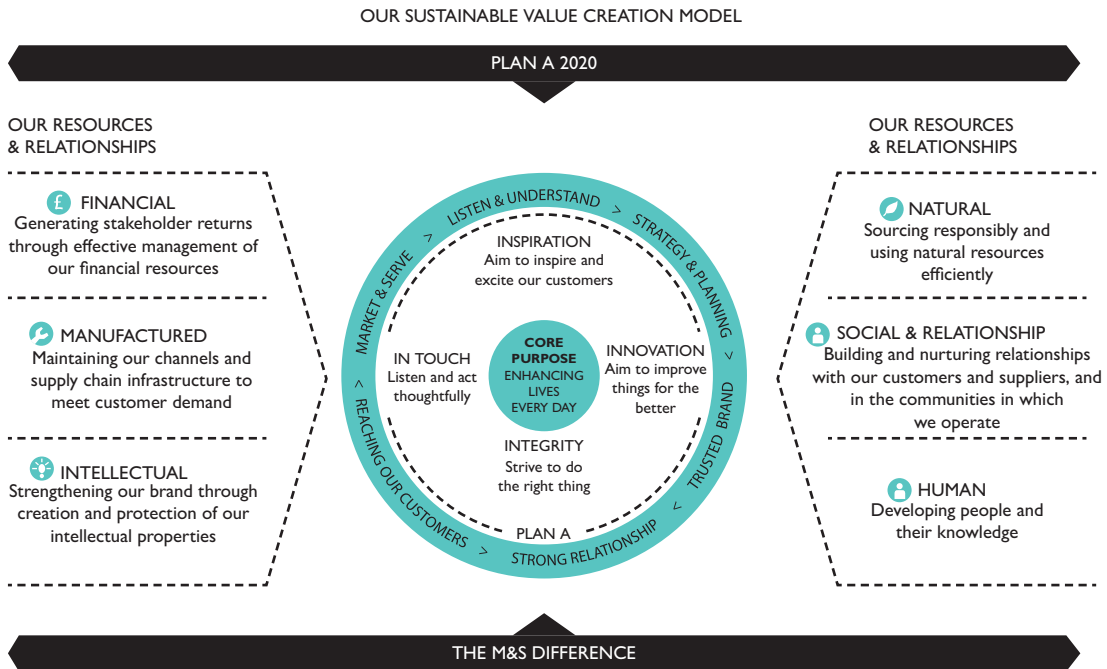 OUR SUSTAINABLE VALUE CREATION MODEL
PLAN A 2020
OUR RESOURCES
& RELATIONSHIPS
£ FINANCIAL
Generating stakeholder returns
through effective management of
our financial resources
MANUFACTURED
Maintaining our channels and
supply chain infrastructure to
meet customer demand
INTELLECTUAL
Strengthening our brand through
creation and protection of our
intellectual properties
MARKET & SERVE > LISTEN & UNDERSTAND > STRATEGY & PLANNING > TRUSTED BRAND > STRONG RELATIONSHIP > REACHING OUR CUSTOMERS >
INSPIRATION
Aim to inspire and
excite our customers
IN TOUCH
Listen and act
thoughtfully
CORE
PURPOSE
ENHANCING
LIVES
EVERY DAY
INNOVATION
Aim to improve
things for the
better
INTEGRITY
Strive to do
the right thing
PLAN A
OUR RESOURCES
& RELATIONSHIPS
NATURAL
Sourcing responsibly and
using natural resources
efficiently
SOCIAL & RELATIONSHIP
Building and nurturing relationships
with our customers and suppliers, and
in the communities in which
we operate
HUMAN
Developing people and
their knowledge
THE M&S DIFFERENCE